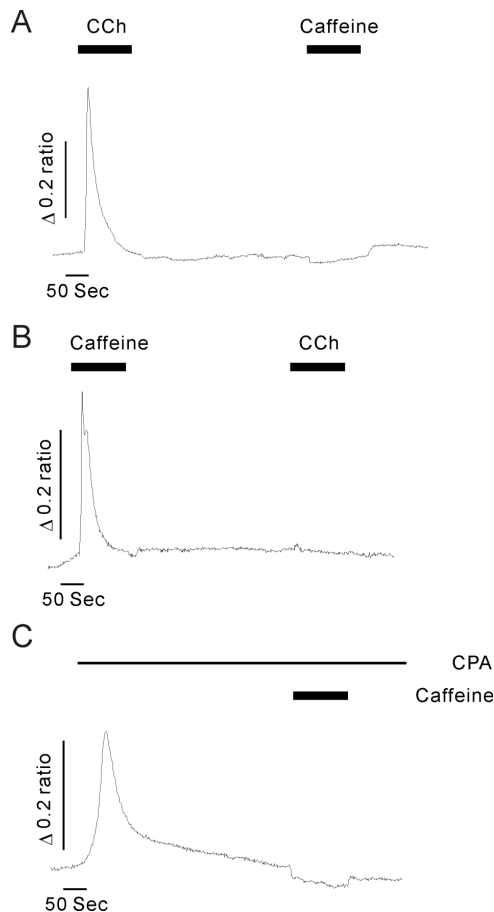 A
CCh Caffeine
Δ 0.2 ratio
50 Sec
B
Caffeine CCh
Δ 0.2 ratio
50 Sec
C
CPA
Caffeine
Δ 0.2 ratio
50 Sec